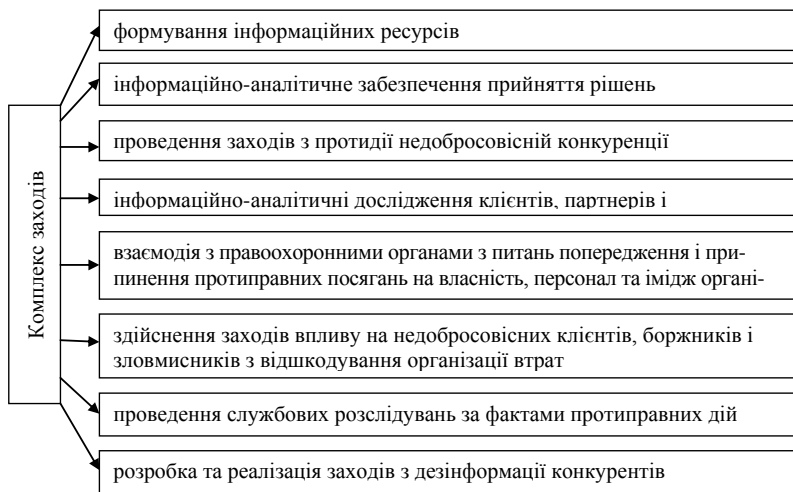 формування інформаційних ресурсів
інформаційно-аналітичне забезпечення прийняття рішень
проведення заходів з протидії недобросовісній конкуренції
інформаційно-аналітичні дослідження клієнтів, партнерів і
взаємодія з правоохоронними органами з питань попередження і при-
пинення протиправних посягань на власність, персонал та імідж органі-
здійснення заходів впливу на недобросовісних клієнтів, боржників і
зловмисників з відшкодування організації втрат
проведення службових розслідувань за фактами протиправних дій
розробка та реалізація заходів з дезінформації конкурентів
Комплекс заходів